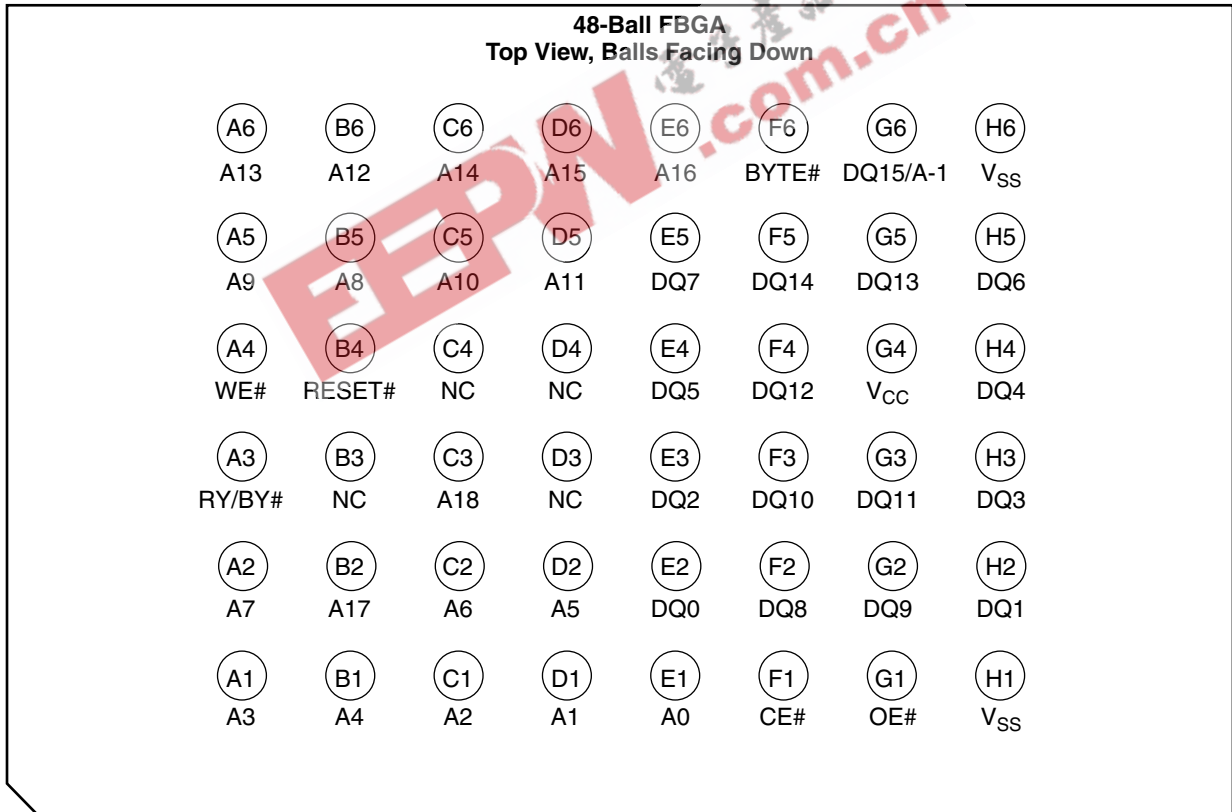 48-Ball FBGA
Top View, Balls Facing Down
EEPW.com.cn
A6 B6 C6 D6 E6 F6 G6 H6
A13 A12 A14 A15 A16 BYTE# DQ15/A-1 VSS
A5 B5 C5 D5 E5 F5 G5 H5
A9 A8 A10 A11 DQ7 DQ14 DQ13 DQ6
A4 B4 C4 D4 E4 F4 G4 H4
WE# RESET# NC NC DQ5 DQ12 VCC DQ4
A3 B3 C3 D3 E3 F3 G3 H3
RY/BY# NC A18 NC DQ2 DQ10 DQ11 DQ3
A2 B2 C2 D2 E2 F2 G2 H2
A7 A17 A6 A5 DQ0 DQ8 DQ9 DQ1
A1 B1 C1 D1 E1 F1 G1 H1
A3 A4 A2 A1 A0 CE# OE# VSS